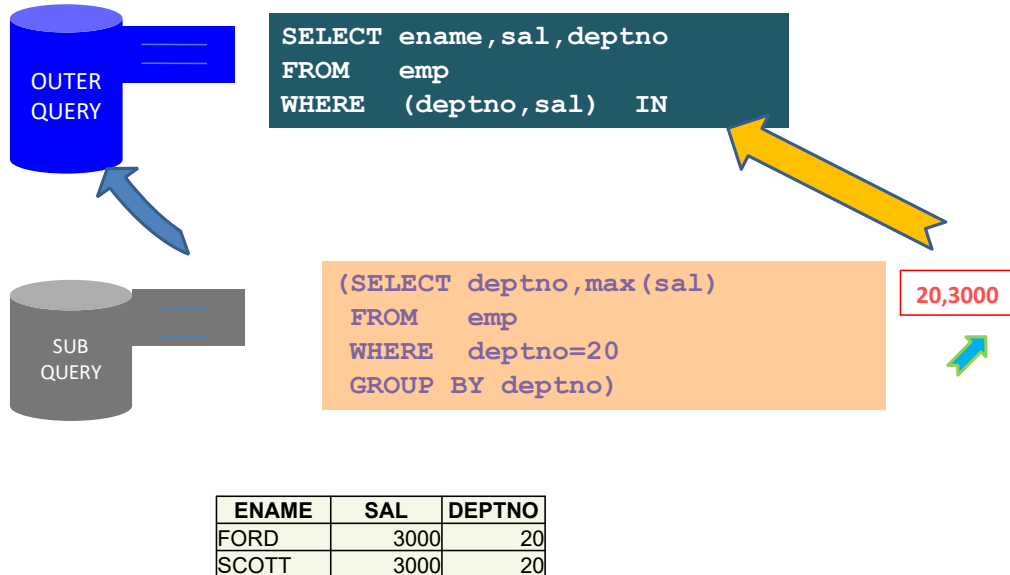 OUTER
QUERY
SELECT ename,sal,deptno
FROM emp
WHERE (deptno,sal) IN
SUB
QUERY
(SELECT deptno,max(sal)
FROM emp
WHERE deptno=20
GROUP BY deptno)
20,3000
ENAME SAL DEPTNO
FORD 3000 20
SCOTT 3000 20